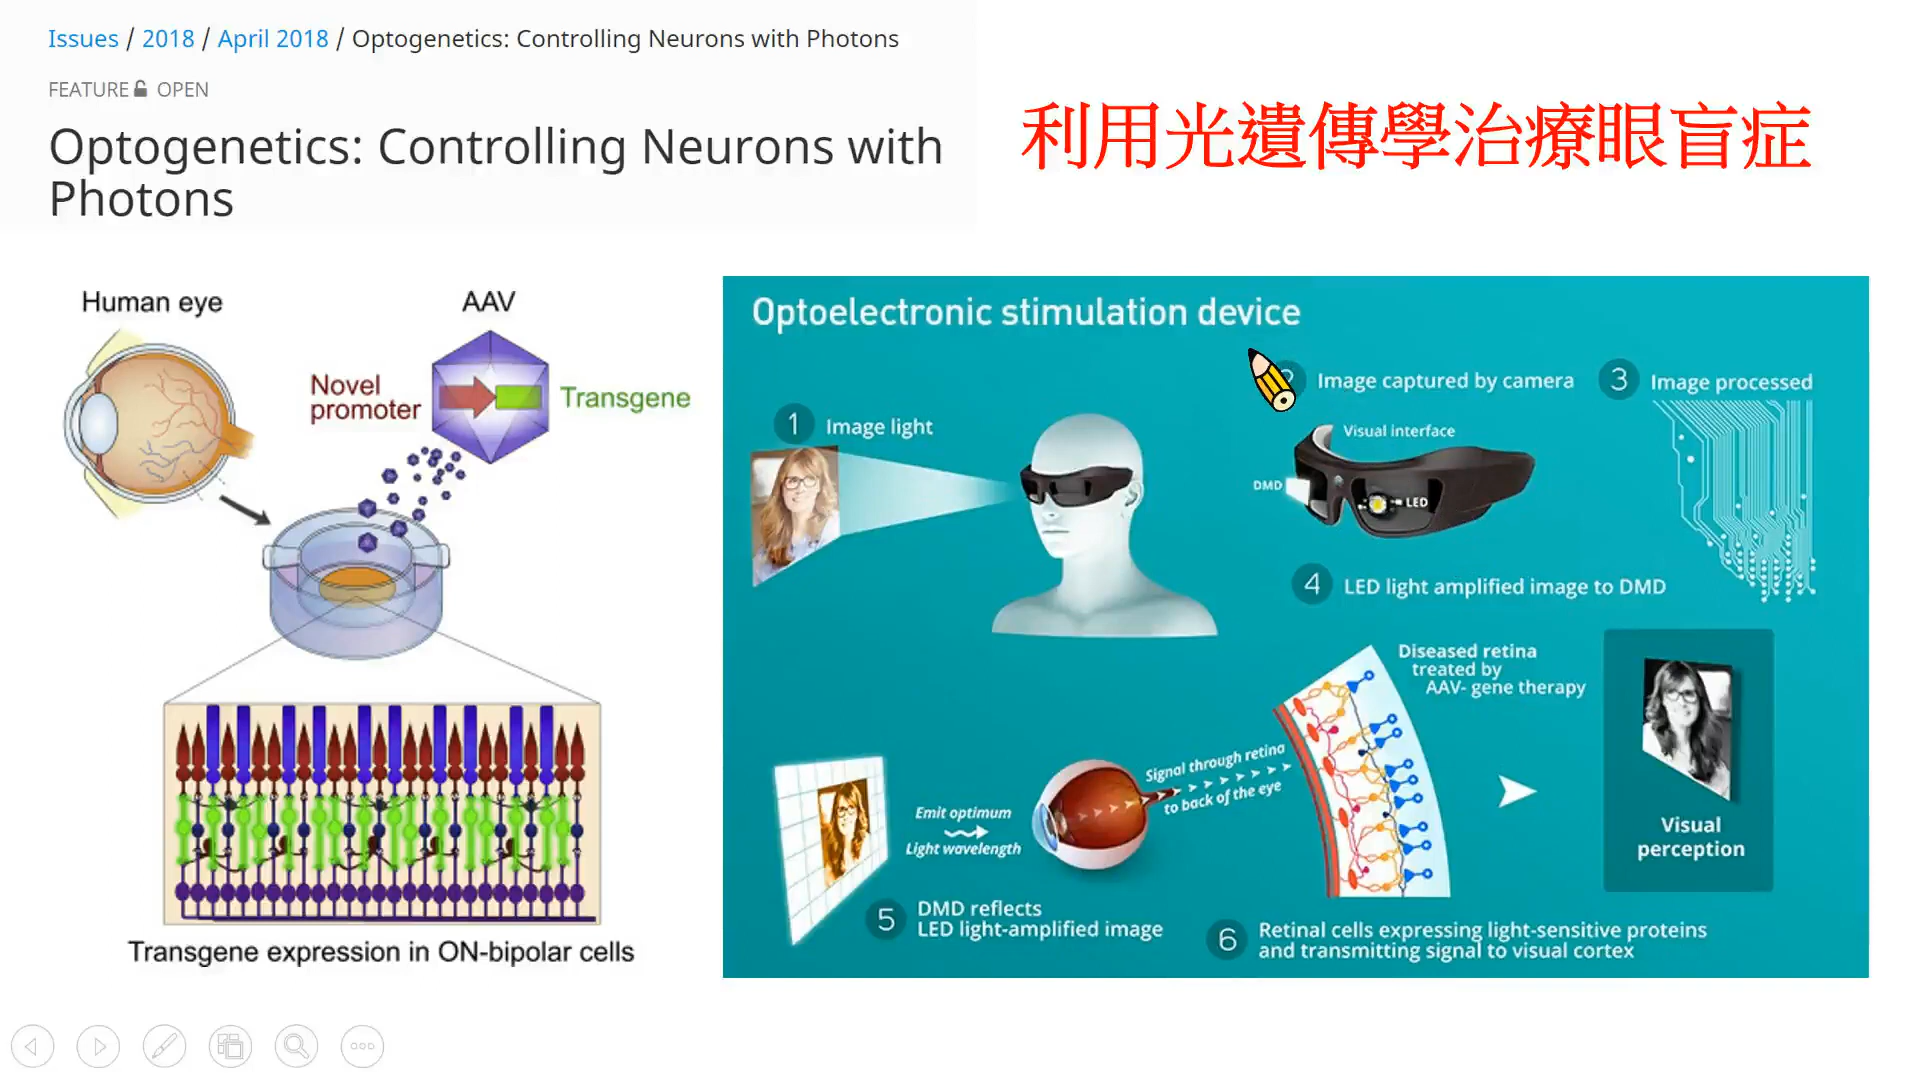 Issues / 2018 / April 2018 / Optogenetics: Controlling Neurons with Photons
FEATURE OPEN
Optogenetics: Controlling Neurons with
Photons
利用光遺傳學治療眼盲症
Human eye
AAV
Novel
promoter
Transgene
Transgene expression in ON-bipolar cells
Optoelectronic stimulation device
1 Image light
Image captured by camera
Visual interface
DMD
LED
3 Image processed
4 LED light amplified image to DMD
Emit optimum
Light wavelength
5 DMD reflects
LED light-amplified image
Signal through retina
to back of the eye
Diseased retina
treated by
AAV- gene therapy
6 Retinal cells expressing light-sensitive proteins
and transmitting signal to visual cortex
Visual
perception